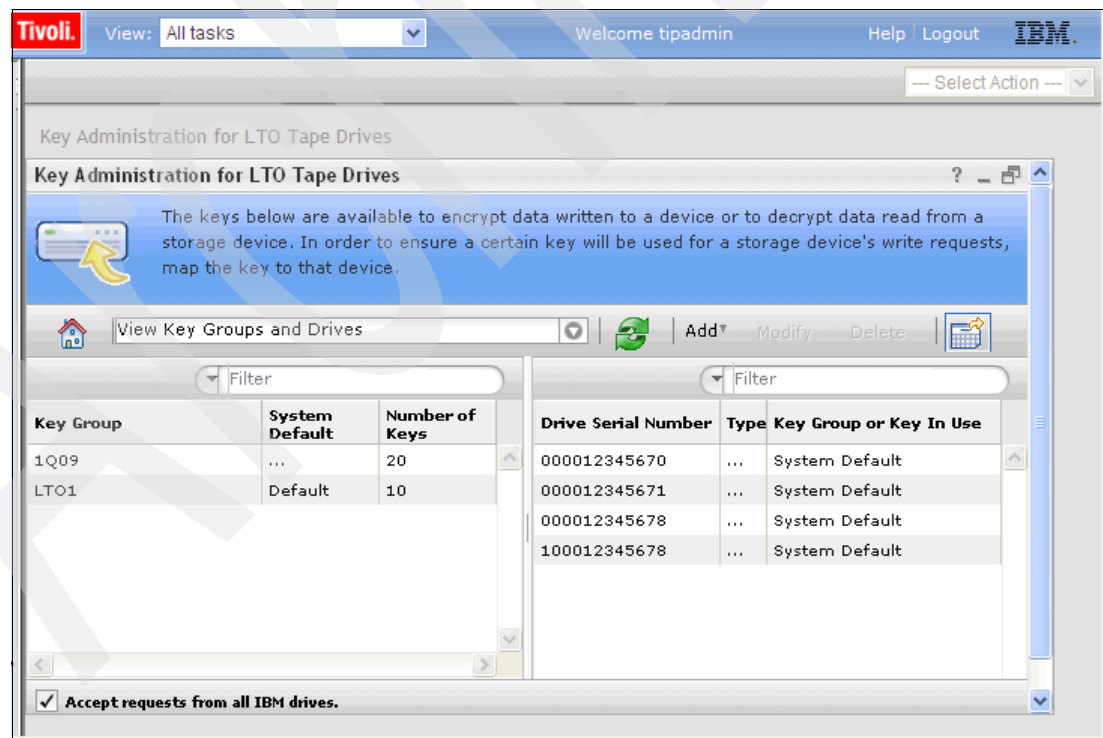 Tivoli. View: All tasks Welcome tipadmin Help Logout IBM.
--- Select Action ---
Key Administration for LTO Tape Drives
Key Administration for LTO Tape Drives ?
The keys below are available to encrypt data written to a device or to decrypt data read from a
storage device. In order to ensure a certain key will be used for a storage device's write requests,
map the key to that device.
View Key Groups and Drives Add Modify Delete
Filter Filter
Key Group System Default Number of Keys Drive Serial Number Type Key Group or Key In Use
1Q09 ... 20 000012345670 ... System Default
LTO1 Default 10 000012345671 ... System Default
000012345678 ... System Default
100012345678 ... System Default
Accept requests from all IBM drives.